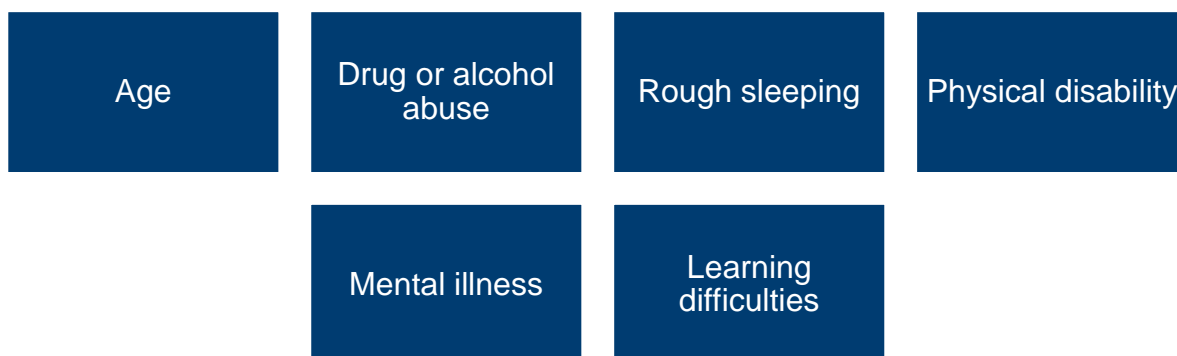 Age
Drug or alcohol
abuse
Rough sleeping
Physical disability
Mental illness
Learning
difficulties